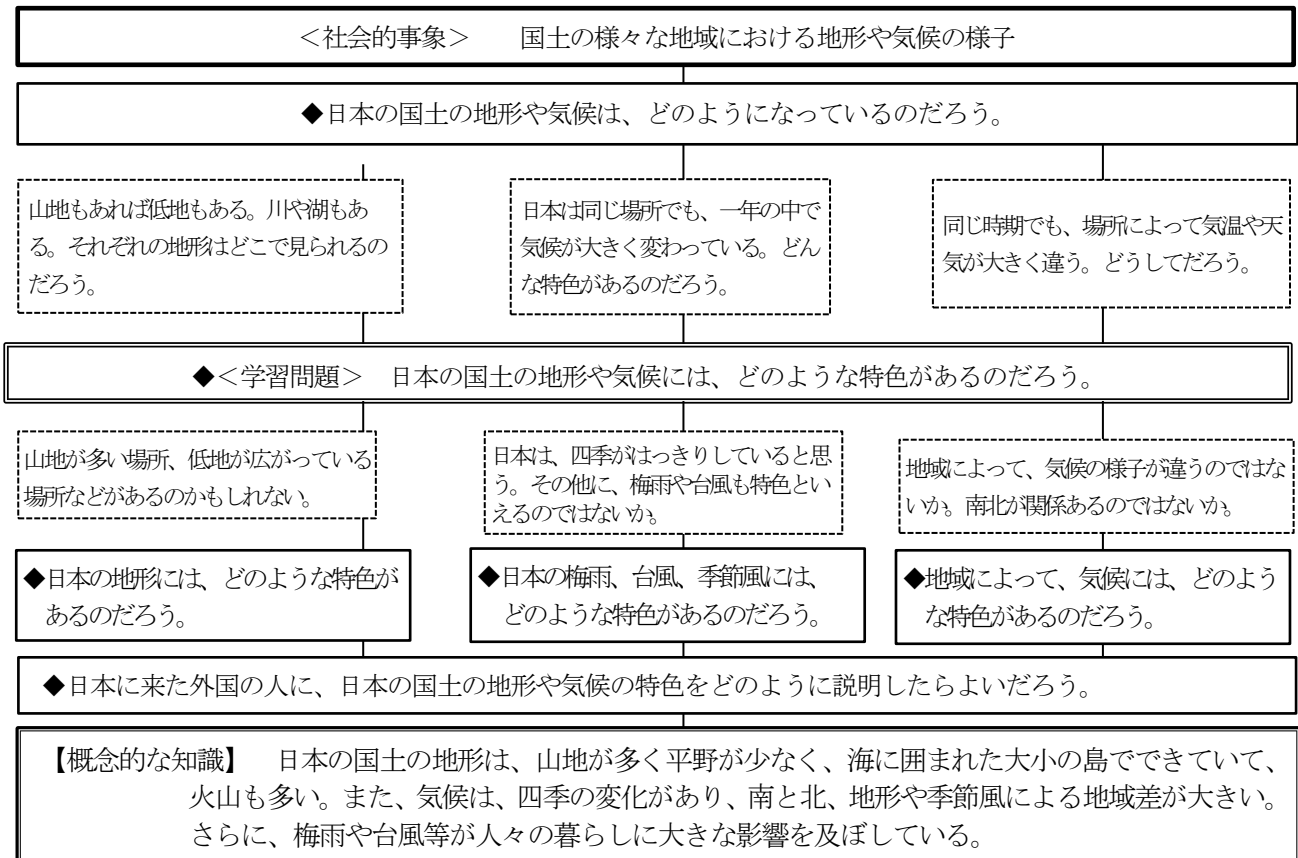 ＜社会的事象＞　国土の様々な地域における地形や気候の様子
◆日本の国土の地形や気候は、どのようになっているのだろう。
山地もあれば低地もある。川や湖もあ
る。それぞれの地形はどこで見られるの
だろう。
日本は同じ場所でも、一年の中で
気候が大きく変わっている。どん
な特色があるのだろう。
同じ時期でも、場所によって気温や天
気が大きく違う。どうしてだろう。
◆＜学習問題＞　日本の国土の地形や気候には、どのような特色があるのだろう。
山地が多い場所、低地が広がっている
場所などがあるのかもしれない。
日本は、四季がはっきりしていると思
う。その他に、梅雨や台風も特色とい
えるのではないか。
地域によって、気候の様子が違うのではな
いか。南北が関係あるのではないか。
◆日本の地形には、どのような特色が
あるのだろう。
◆日本の梅雨、台風、季節風には、
どのような特色があるのだろう。
◆地域によって、気候には、どのよう
な特色があるのだろう。
◆日本に来た外国の人に、日本の国土の地形や気候の特色をどのように説明したらよいだろう。
【概念的な知識】　日本の国土の地形は、山地が多く平野が少なく、海に囲まれた大小の島でできていて、
火山も多い。また、気候は、四季の変化があり、南と北、地形や季節風による地域差が大きい。
さらに、梅雨や台風等が人々の暮らしに大きな影響を及ぼしている。